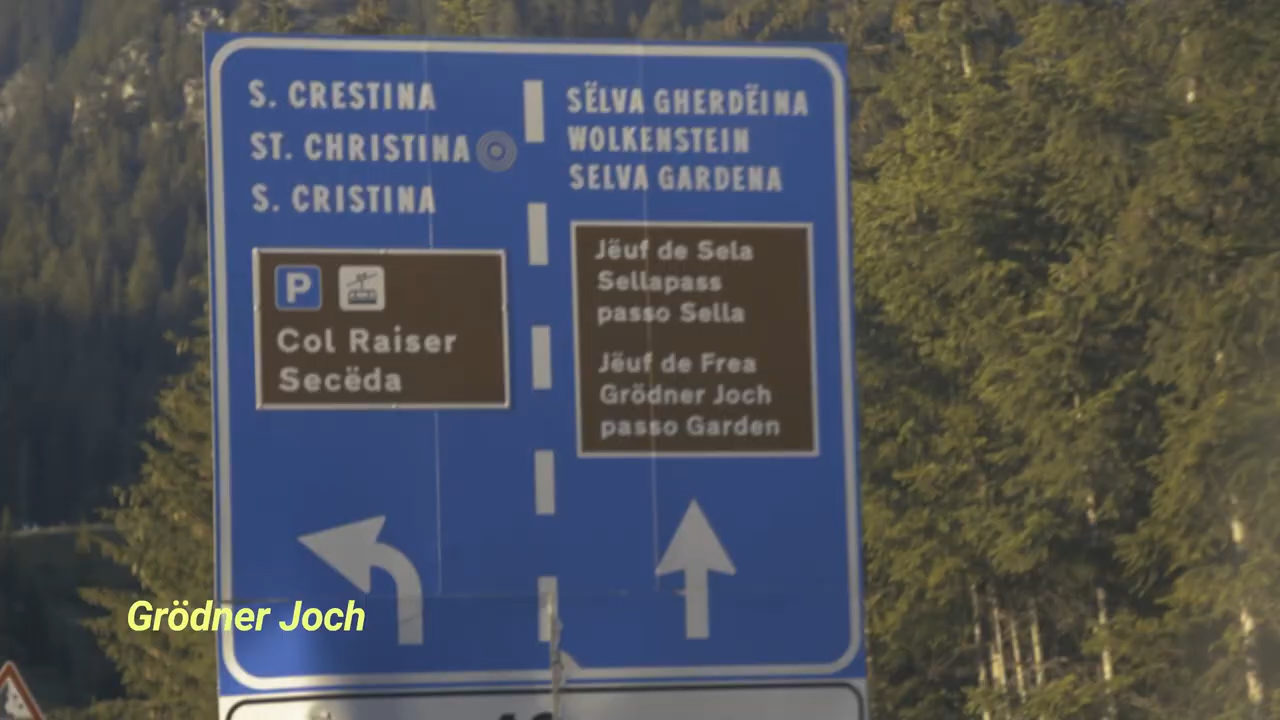 S. CRESTINA
ST. CHRISTINA
S. CRISTINA
P
Col Raiser
Secëda
SËLVA GHERDËINA
WOLKENSTEIN
SELVA GARDENA
Jëuf de Sela
Sellapass
passo Sella
Jëuf de Frea
Grödner Joch
passo Garden
Grödner Joch